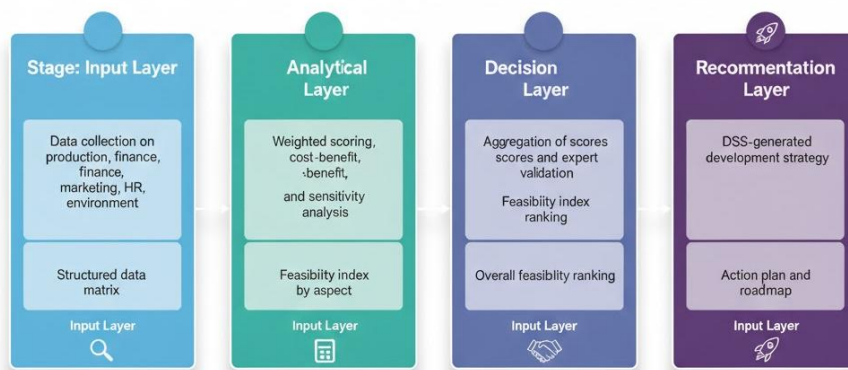 Stage: Input Layer
Data collection on
production, finance,
finance,
marketing, HR,
environment
Structured data
matrix
Input Layer
Analytical
Layer
Weighted scoring,
cost-benefit,
-benefit,
and sensitivity
analysis
Feasibility index
by aspect
Input Layer
Decision
Layer
Aggregation of scores
scores and expert
validation
Feasibiity index
ranking
Overall feasiblity ranking
Input Layer
Recommentation
Layer
DSS-generated
development strategy
Action plan and
roadmap
Input Layer